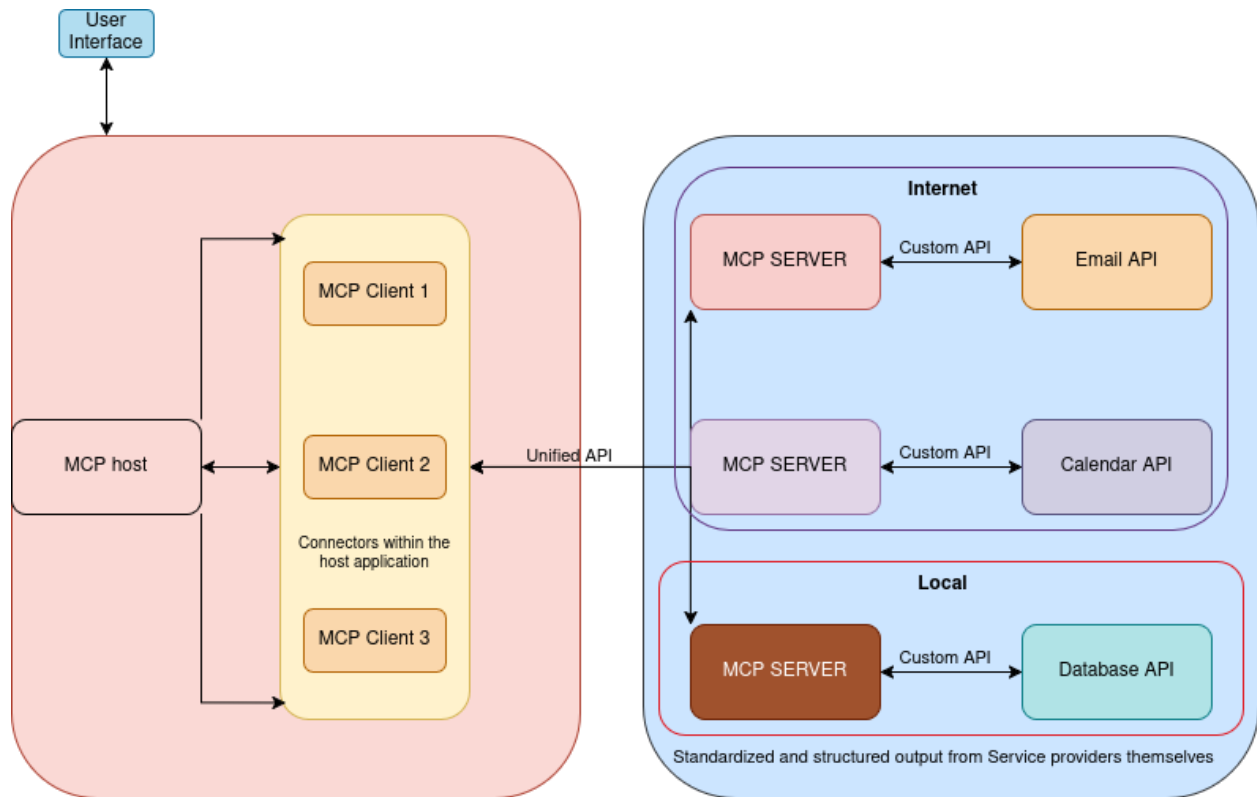 User
Interface
Internet
MCP SERVER
Custom API
Email API
MCP Client 1
MCP host
MCP Client 2
Unified API
MCP SERVER
Custom API
Calendar API
Connectors within the
host application
Local
MCP Client 3
MCP SERVER
Custom API
Database API
Standardized and structured output from Service providers themselves